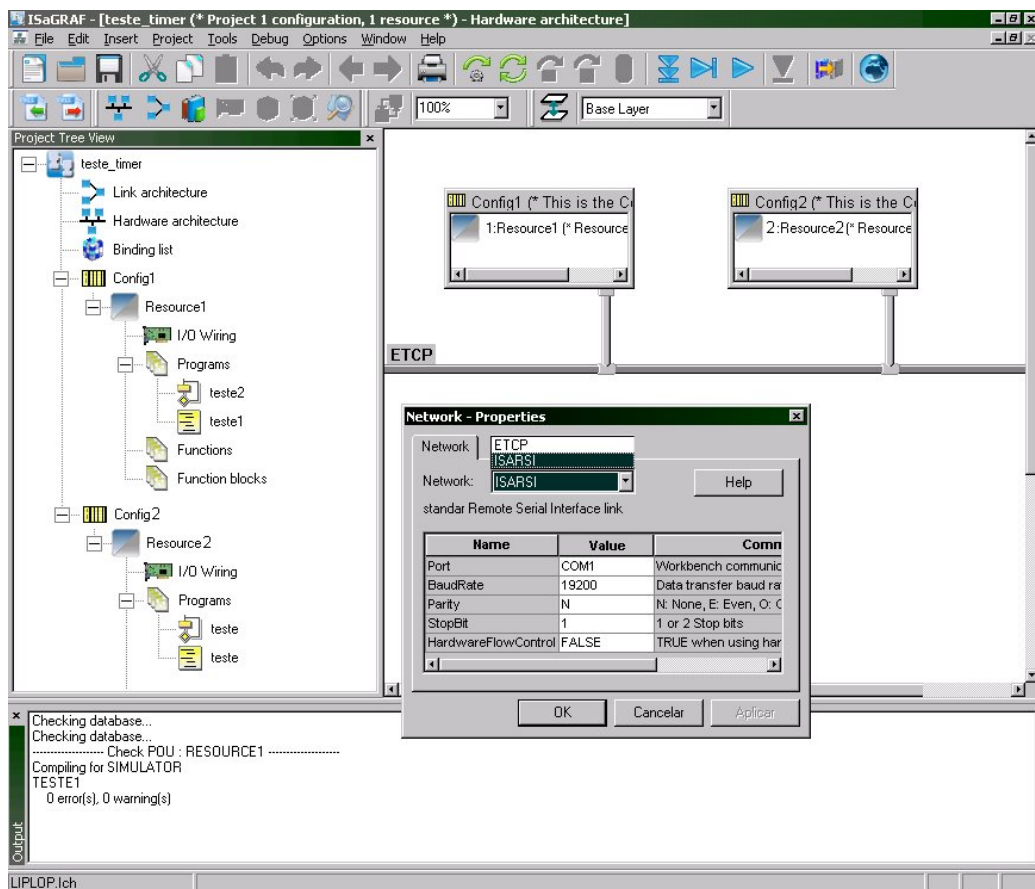 ISaGRAF - [teste_timer (* Project 1 configuration, 1 resource *) - Hardware architecture]
File Edit Insert Project Tools Debug Options Window Help
100%
Base Layer
Project Tree View
teste_timer
Link architecture
Hardware architecture
Binding list
Config1
Resource1
I/O Wiring
Programs
teste2
teste1
Functions
Function blocks
Config2
Resource2
I/O Wiring
Programs
teste
teste
Config1 (* This is the C
1:Resource1 (* Resource
Config2 (* This is the C
2:Resource2(* Resource
ETCP
Network - Properties
Network
ETCP
ISARSI
Network: ISARSI
Help
standar Remote Serial Interface link
Name Value Comn
Port COM1 Workbench communic
BaudRate 19200 Data transfer baud ra
Parity N N: None, E: Even, O: O
StopBit 1 1 or 2 Stop bits
HardwareFlowControl FALSE TRUE when using har
OK Cancelar Aplicar
Checking database...
Checking database...
------------------- Check POU : RESOURCE1 -------------------
Compiling for SIMULATOR
TESTE1
0 error(s), 0 warning(s)
Output
LIPLOP.lch